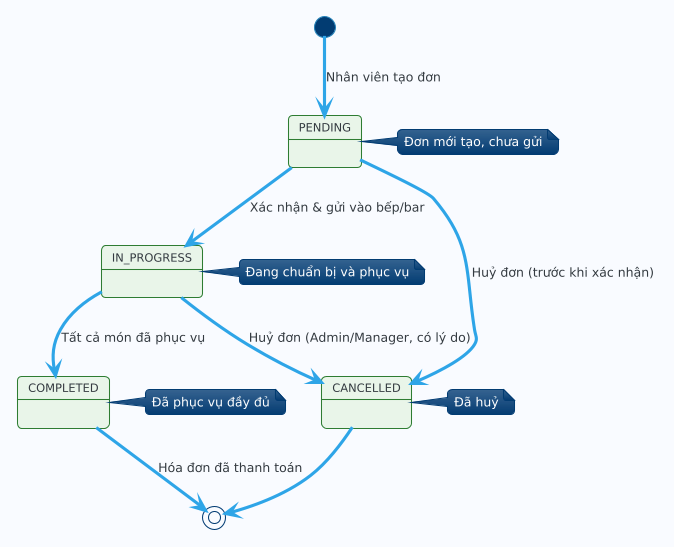 Nhân viên tạo đơn
PENDING
Đơn mới tạo, chưa gửi
Xác nhận & gửi vào bếp/bar
IN_PROGRESS
Đang chuẩn bị và phục vụ
Huỷ đơn (trước khi xác nhận)
Tất cả món đã phục vụ
Huỷ đơn (Admin/Manager, có lý do)
COMPLETED
Đã phục vụ đầy đủ
CANCELLED
Đã huỷ
Hóa đơn đã thanh toán